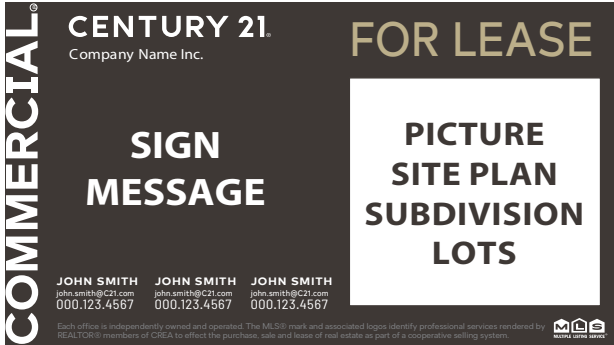 COMMERCIAL®
CENTURY 21®
Company Name Inc.
FOR LEASE
SIGN
MESSAGE
PICTURE
SITE PLAN
SUBDIVISION
LOTS
JOHN SMITH
john.smith@C21.com
000.123.4567
JOHN SMITH
john.smith@C21.com
000.123.4567
JOHN SMITH
john.smith@C21.com
000.123.4567
Each office is independently owned and operated. The MLS® mark and associated logos identify professional services rendered by
REALTOR® members of CREA to effect the purchase, sale and lease of real estate as part of a cooperative selling system.
MLS
MULTIPLE LISTING SERVICE®